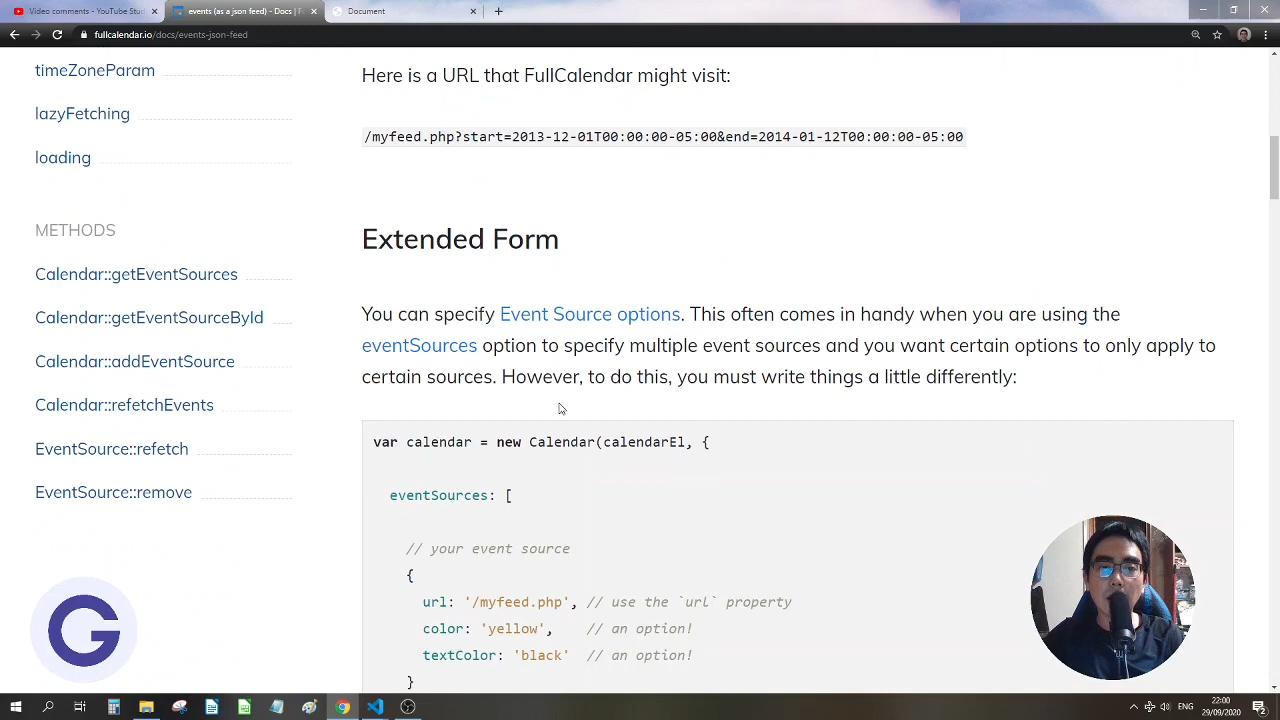 Video comments - YouTube Stud
events (as a json feed) - Docs | F
Document
fullcalendar.io/docs/events-json-feed
timeZoneParam
lazyFetching
loading
METHODS
Calendar::getEventSources
Calendar::getEventSourceById
Calendar::addEventSource
Calendar::refetchEvents
EventSource::refetch
EventSource::remove
Here is a URL that FullCalendar might visit:
/myfeed.php?start=2013-12-01T00:00:00-05:00&end=2014-01-12T00:00:00-05:00
Extended Form
You can specify Event Source options. This often comes in handy when you are using the
eventSources option to specify multiple event sources and you want certain options to only apply to
certain sources. However, to do this, you must write things a little differently:
var calendar = new Calendar(calendarEl, {
eventSources: [
// your event source
{
url: '/myfeed.php', // use the `url` property
color: 'yellow', // an option!
textColor: 'black' // an option!
}
G
ENG
22:00
29/09/2020
2